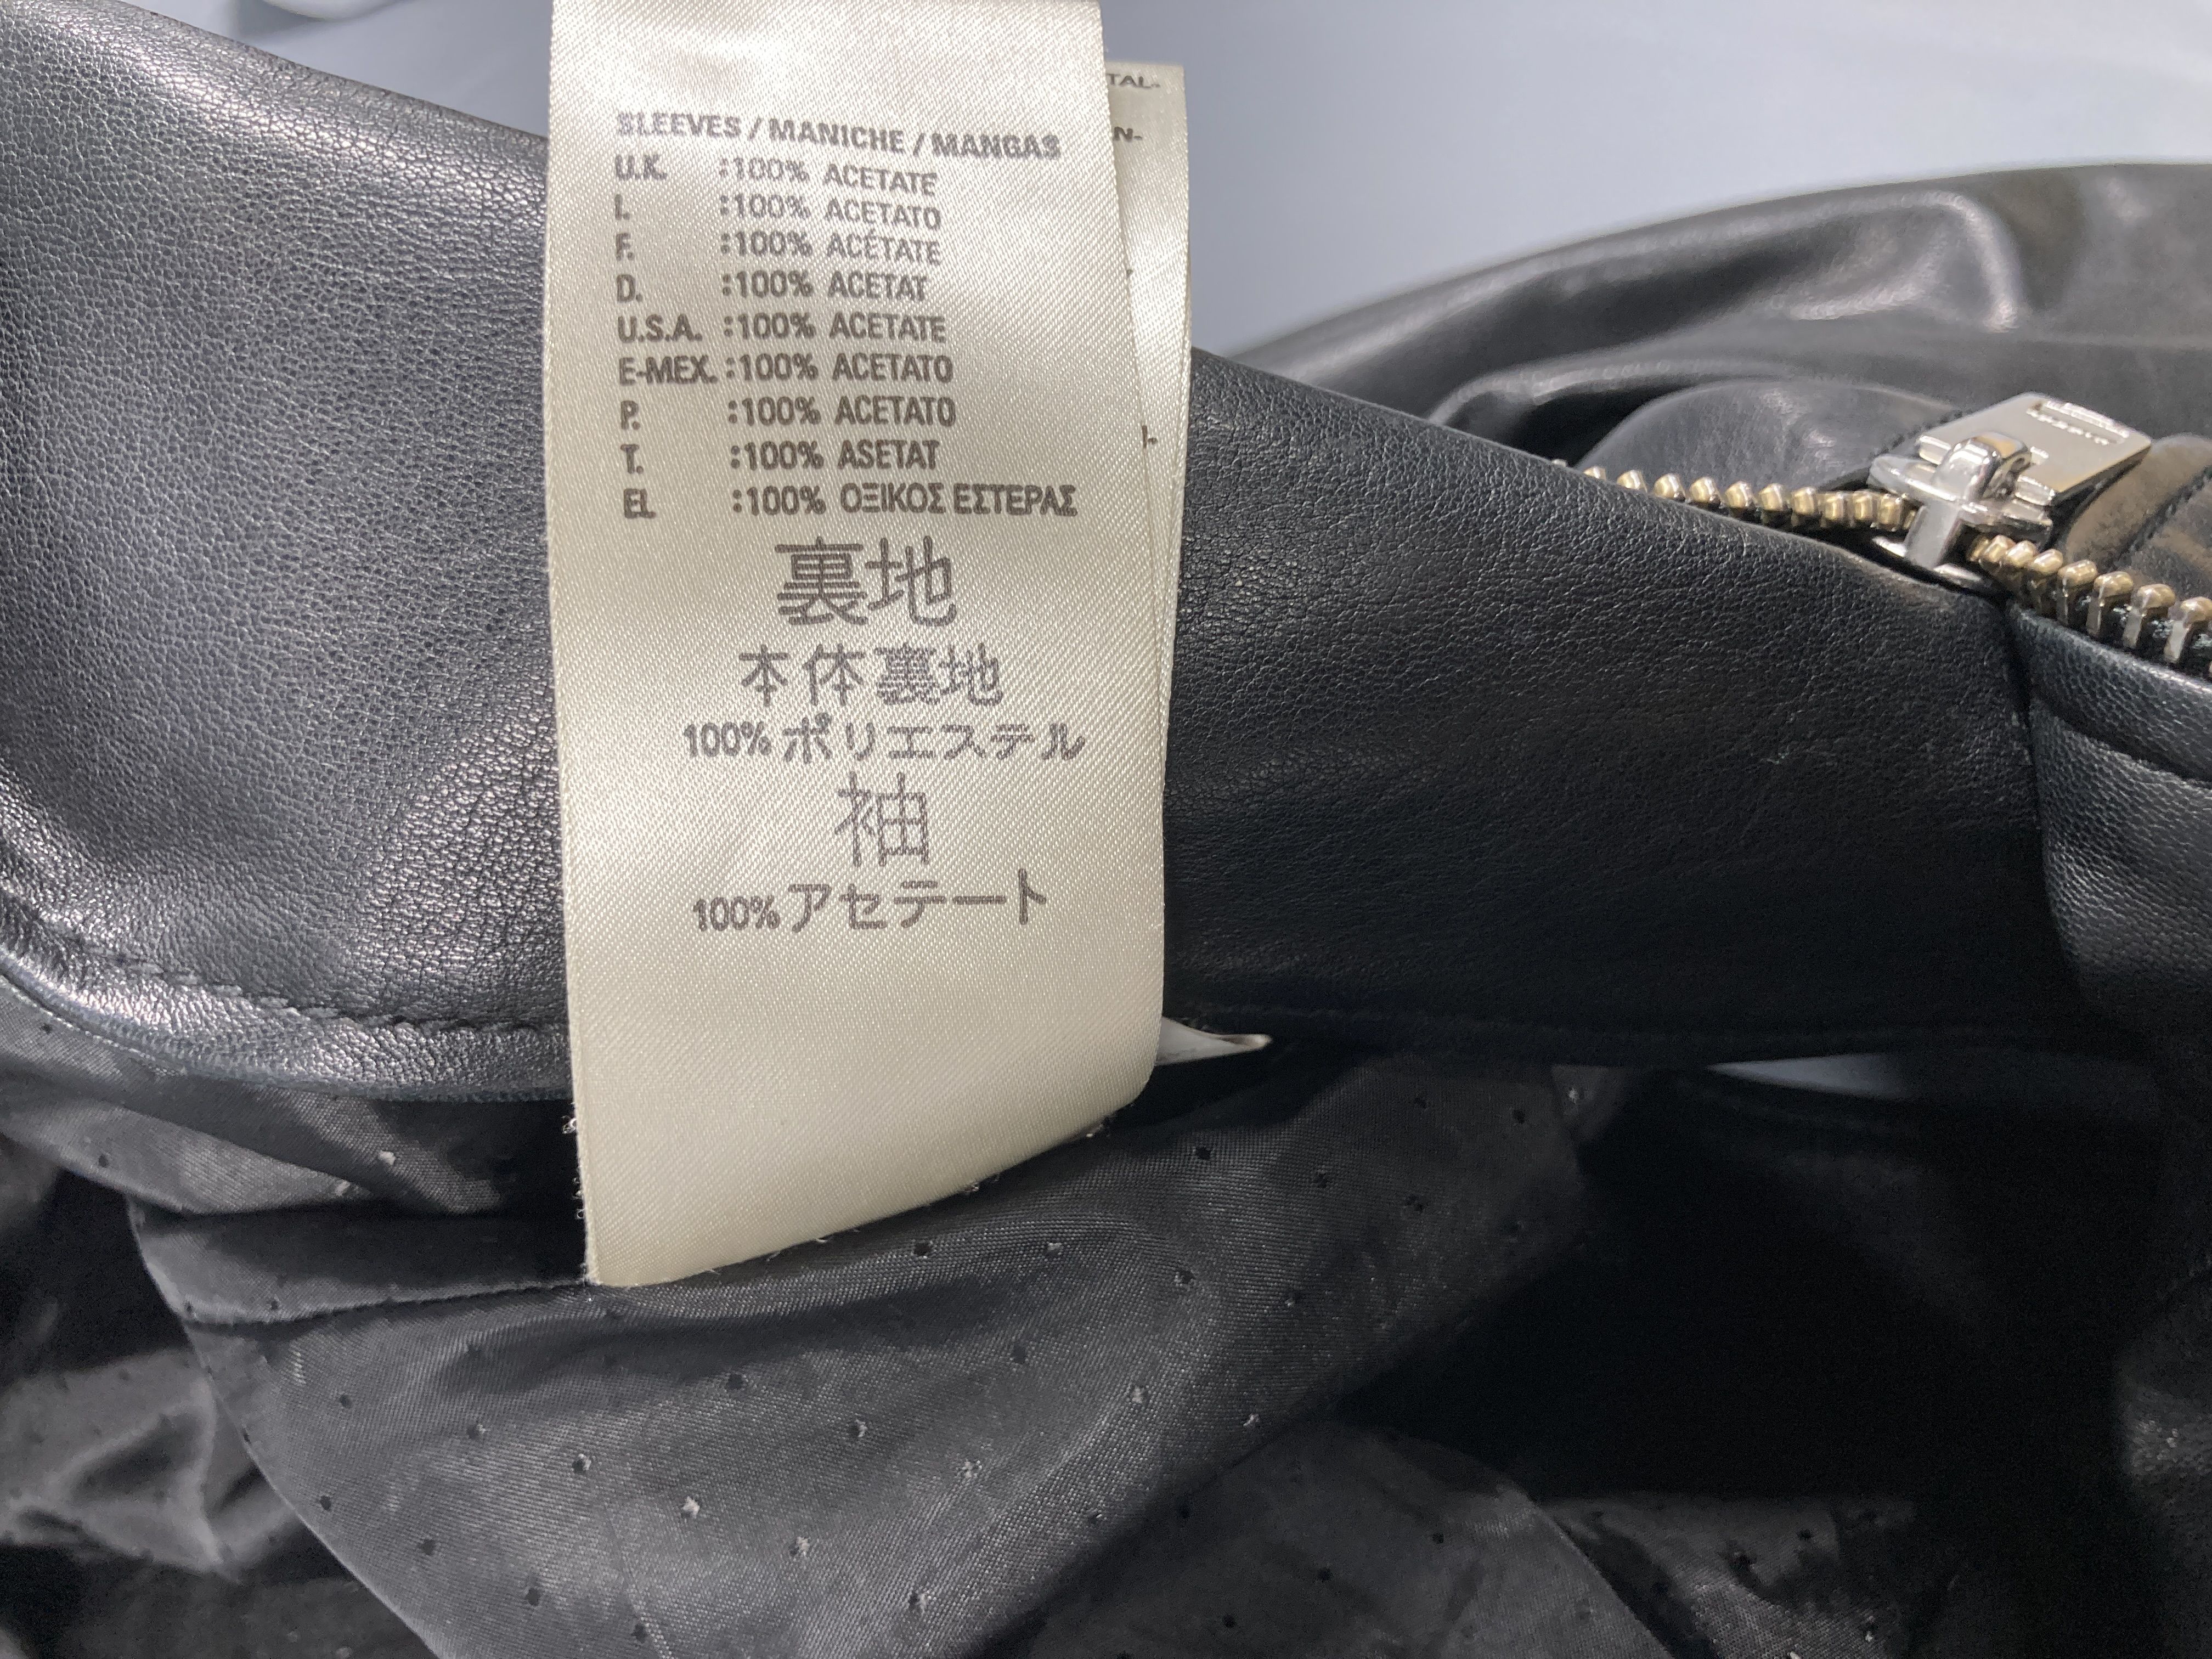 SLEEVES / MANICHE / MANGAS
U.K. :100% ACETATE
I. :100% ACETATO
F. :100% ACÉTATE
D. :100% ACETAT
U.S.A. :100% ACETATE
E-MEX. :100% ACETATO
P. :100% ACETATO
T. :100% ASETAT
EL :100% ΟΞΙΚΟΣ ΕΣΤΕΡΑΣ
裏地
本体裏地
100% ポリエステル
袖
100% アセテート
TAL-
N-